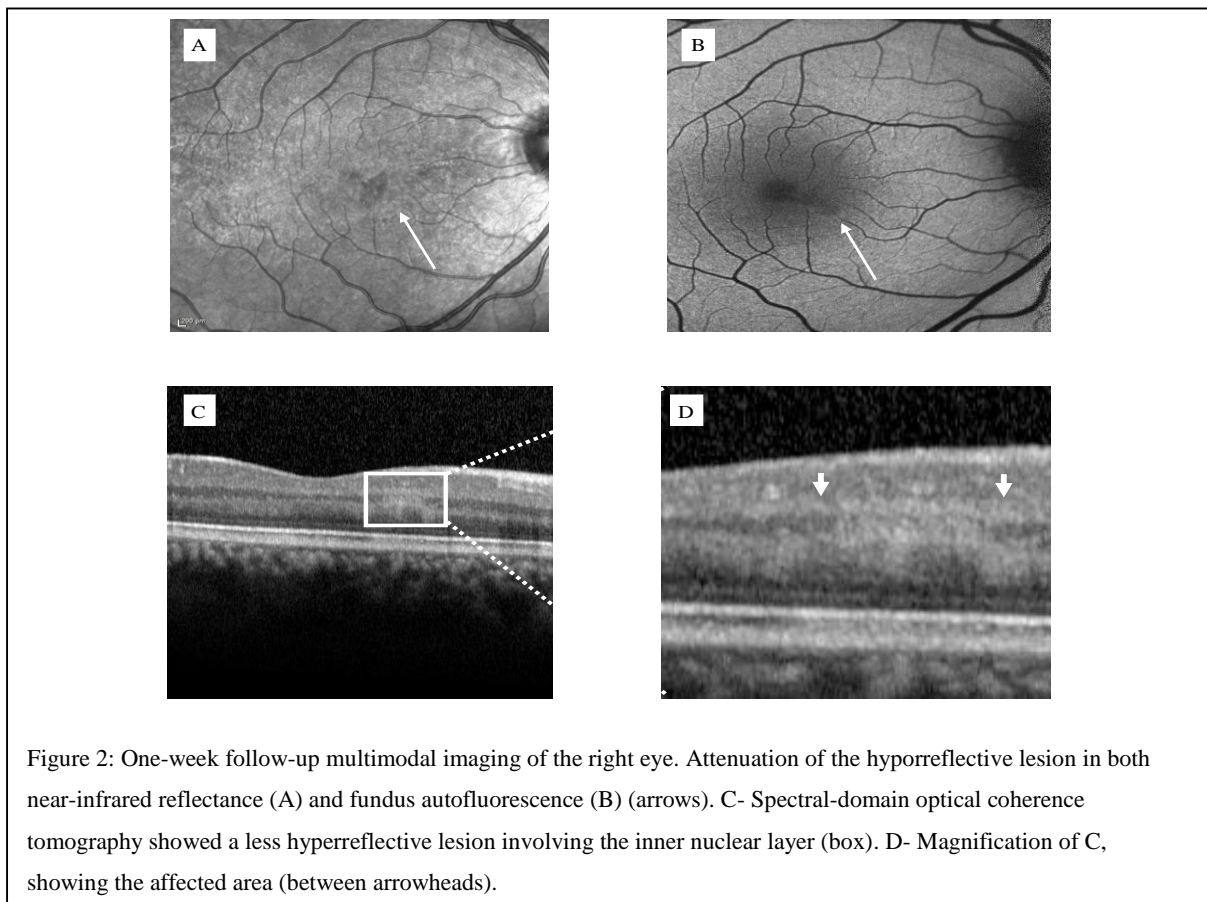 A
B
200 µm
C
D
Figure 2: One-week follow-up multimodal imaging of the right eye. Attenuation of the hyporreflective lesion in both
near-infrared reflectance (A) and fundus autofluorescence (B) (arrows). C- Spectral-domain optical coherence
tomography showed a less hyperreflective lesion involving the inner nuclear layer (box). D- Magnification of C,
showing the affected area (between arrowheads).